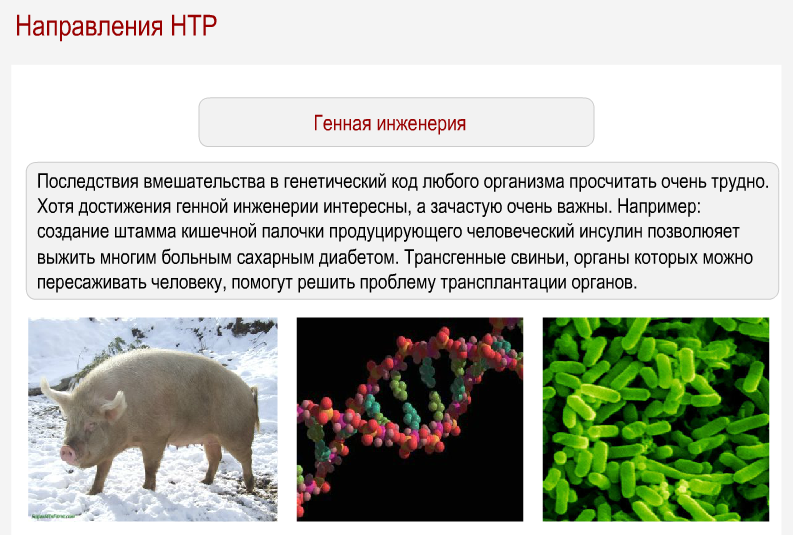 Направления НТР
Генная инженерия
Последствия вмешательства в генетический код любого организма просчитать очень трудно.
Хотя достижения генной инженерии интересны, а зачастую очень важны. Например:
создание штамма кишечной палочки продуцирующего человеческий инсулин позволюяет
выжить многим больным сахарным диабетом. Трансгенные свиньи, органы которых можно
пересаживать человеку, помогут решить проблему трансплантации органов.